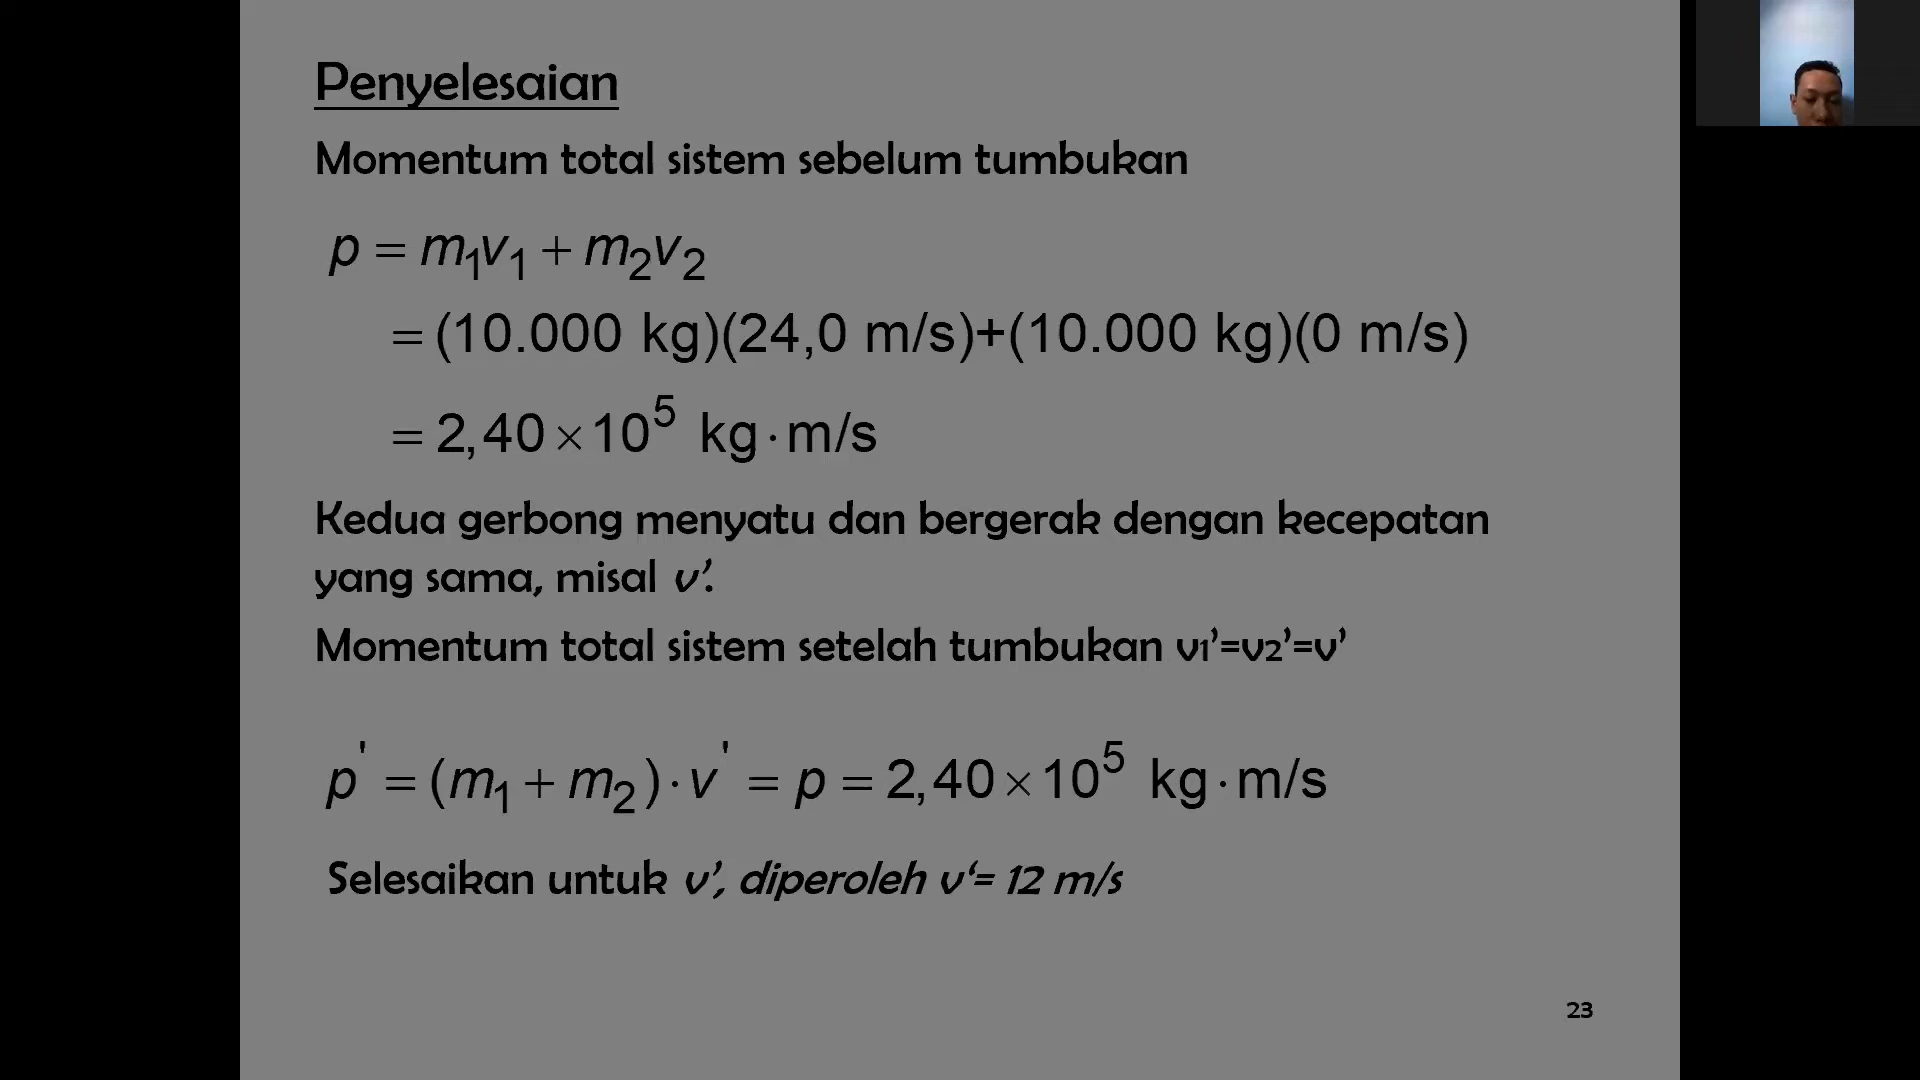 Penyelesaian
Momentum total sistem sebelum tumbukan
p = m₁v₁ + m₂v₂
= (10.000 kg)(24,0 m/s)+(10.000 kg)(0 m/s)
= 2,40 × 10⁵ kg · m/s
Kedua gerbong menyatu dan bergerak dengan kecepatan
yang sama, misal v’.
Momentum total sistem setelah tumbukan v1’=v2’=v’
p' = (m₁ + m₂) · v' = p = 2,40 × 10⁵ kg · m/s
Selesaikan untuk v’, diperoleh v‘= 12 m/s
23